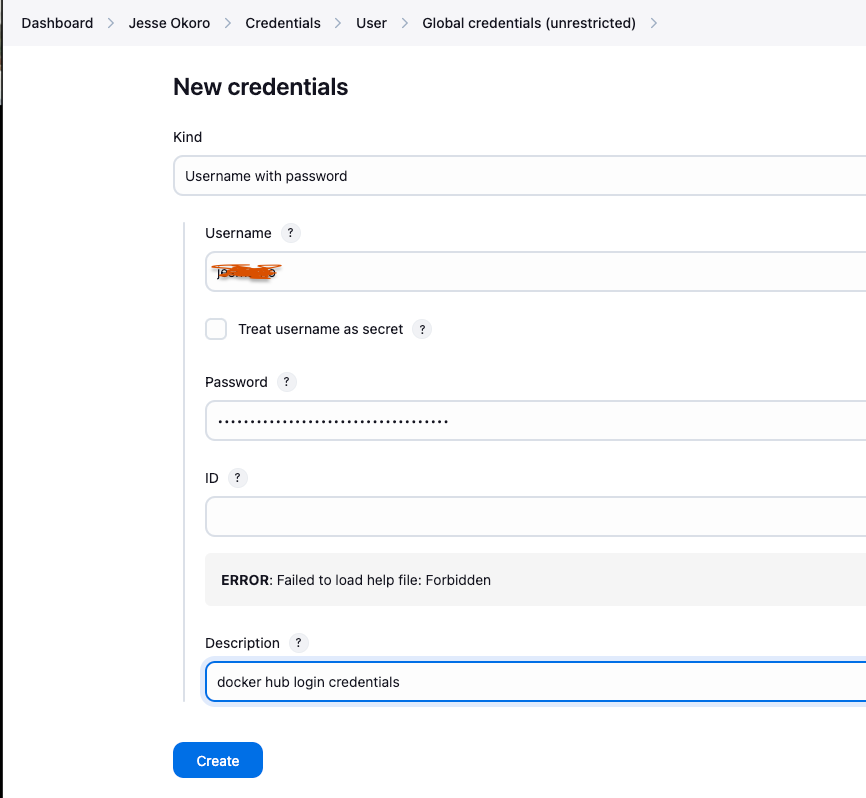 Dashboard > Jesse Okoro > Credentials > User > Global credentials (unrestricted) >
New credentials
Kind
Username with password
Username ?
Treat username as secret ?
Password ?
••••••••••••••••••••••••••••••••••••
ID ?
ERROR: Failed to load help file: Forbidden
Description ?
docker hub login credentials
Create